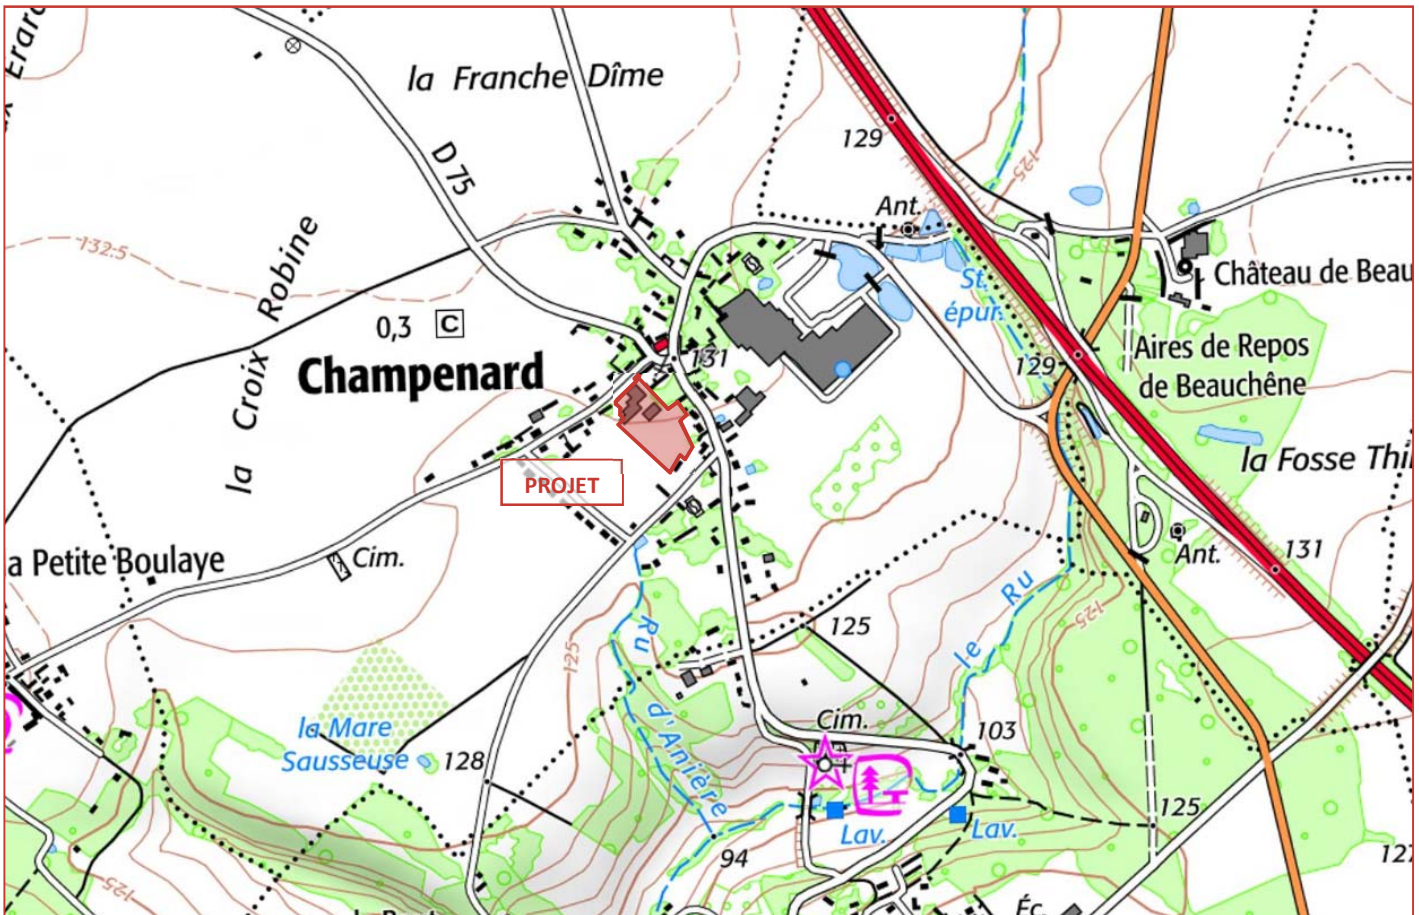 la Franche Dîme
129
D 75
125
Ant.
132.5
la Croix Robine
St.
épur.
Château de Beau
0,3 C
131
129
Champenard
Aires de Repos
de Beauchêne
la Fosse Thi
PROJET
Ant.
131
a Petite Boulaye
Cim.
125
125
125
Ru d'Anière
le Ru
la Mare
Sausseuse
128
Cim.
103
125
Lav.
Lav.
94
127
125
Éc.